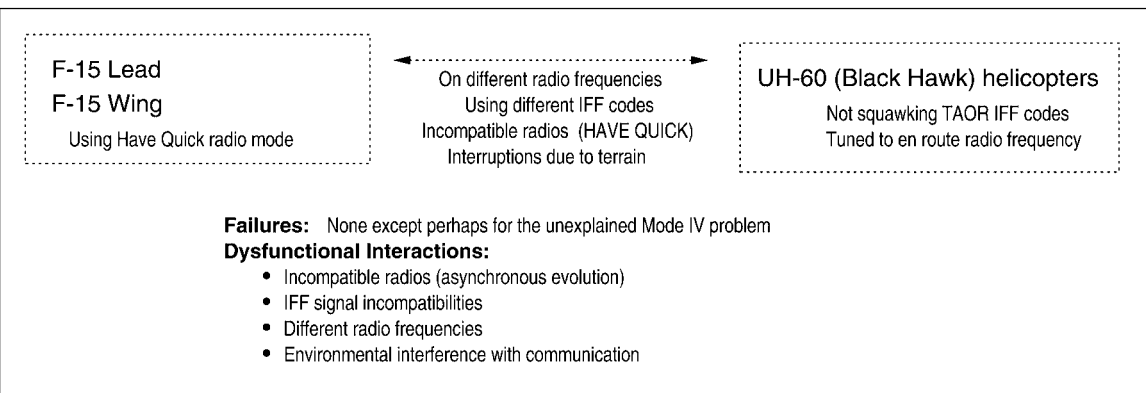 F-15 Lead
F-15 Wing
Using Have Quick radio mode
On different radio frequencies
Using different IFF codes
Incompatible radios (HAVE QUICK)
Interruptions due to terrain
UH-60 (Black Hawk) helicopters
Not squawking TAOR IFF codes
Tuned to en route radio frequency
Failures: None except perhaps for the unexplained Mode IV problem
Dysfunctional Interactions:
• Incompatible radios (asynchronous evolution)
• IFF signal incompatibilities
• Different radio frequencies
• Environmental interference with communication